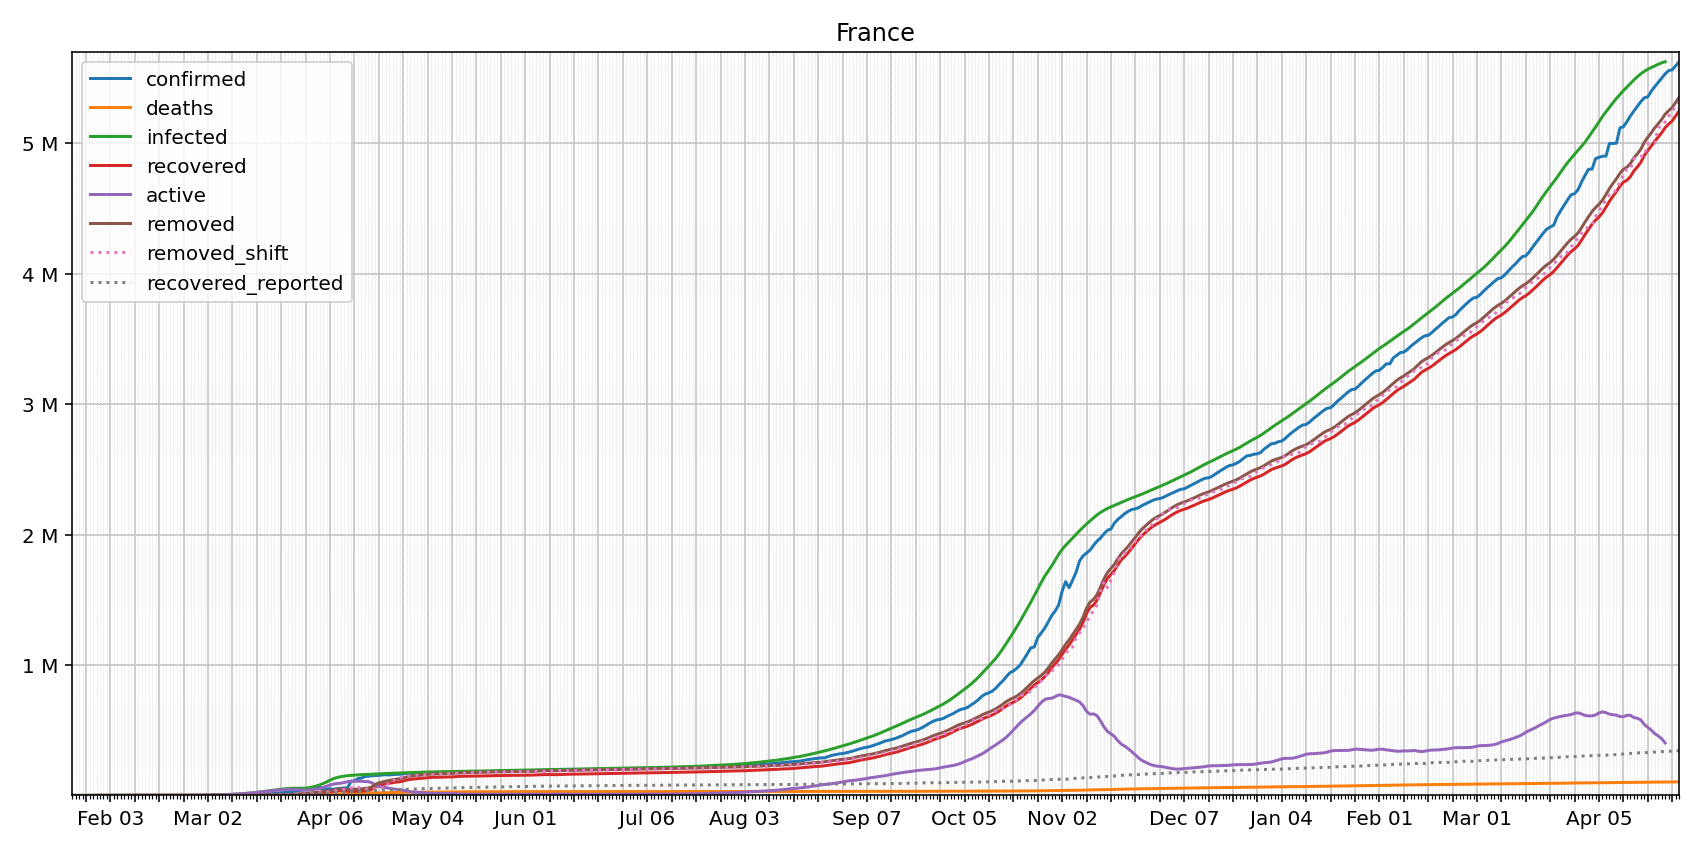 France
confirmed
deaths
infected
recovered
active
removed
removed_shift
recovered_reported
5 M
4 M
3 M
2 M
1 M
Feb 03 Mar 02 Apr 06 May 04 Jun 01 Jul 06 Aug 03 Sep 07 Oct 05 Nov 02 Dec 07 Jan 04 Feb 01 Mar 01 Apr 05